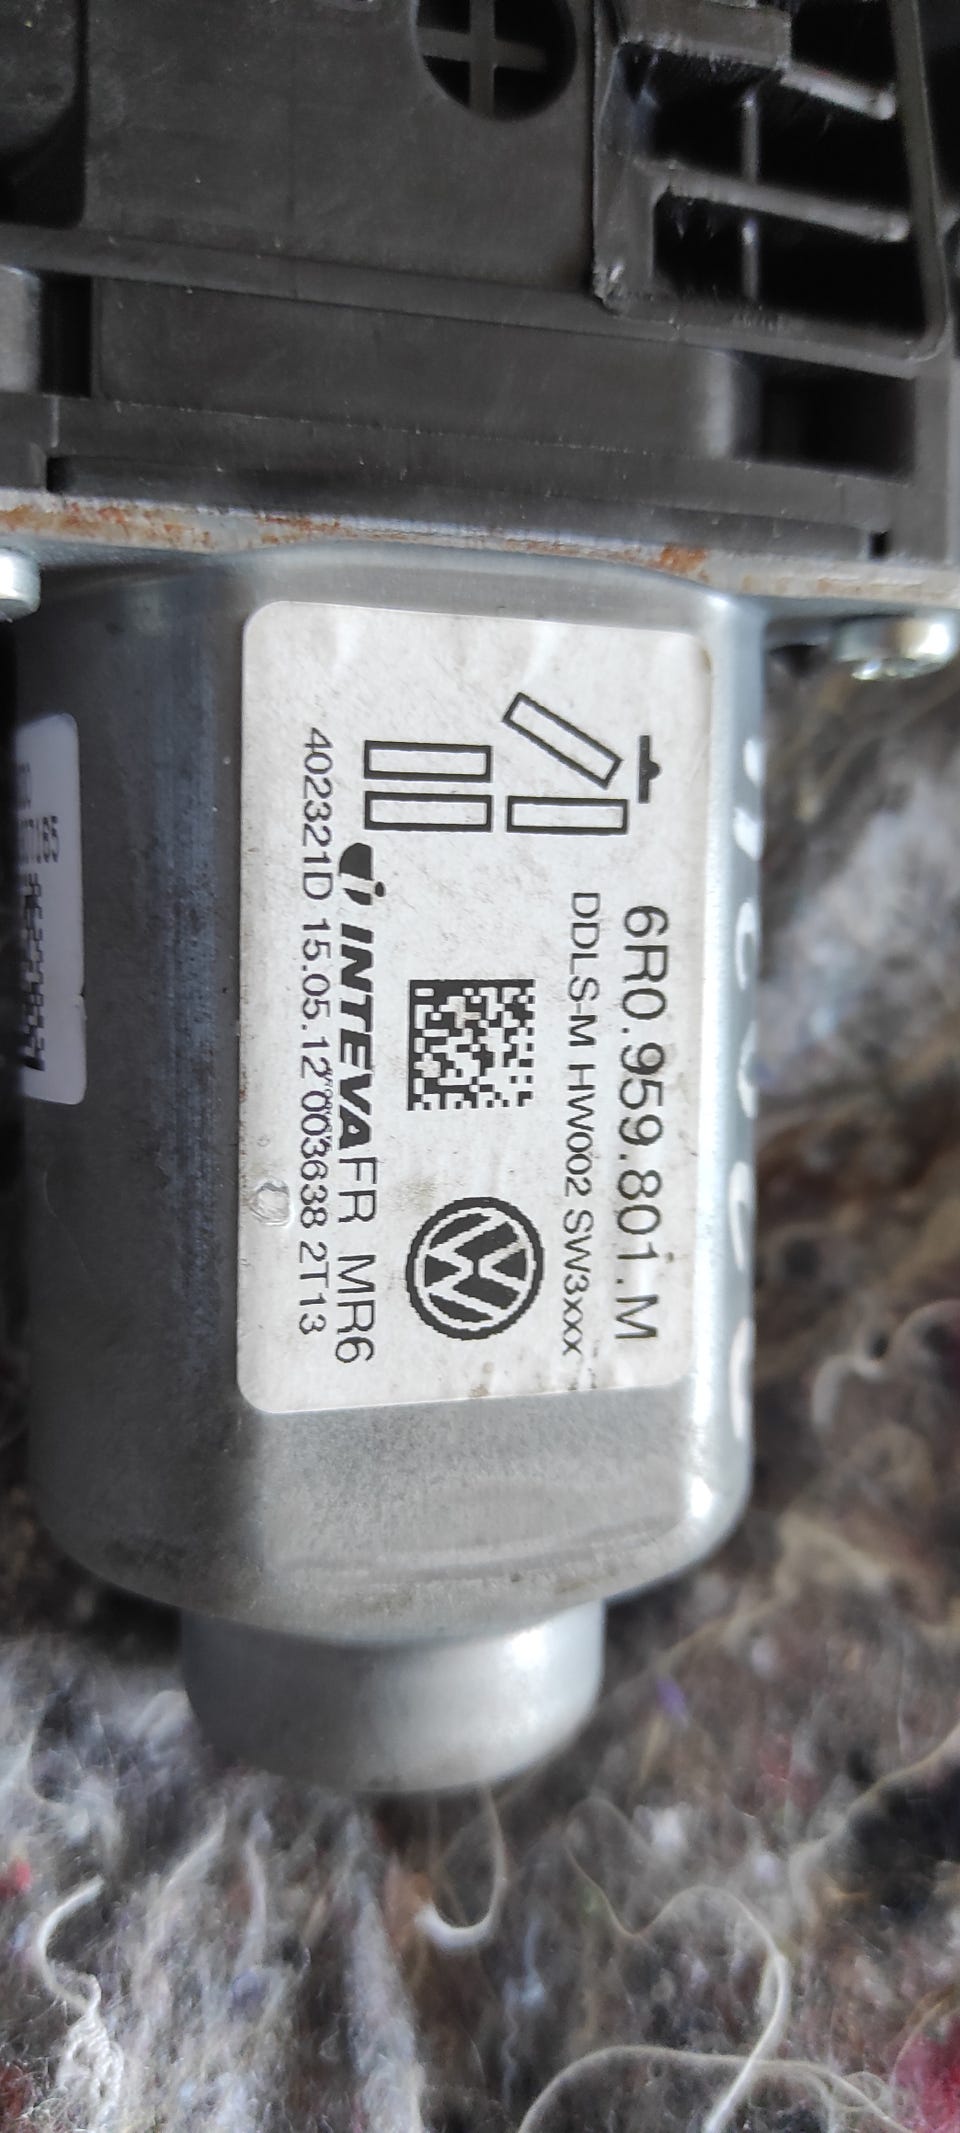 6R0.959.801.M
DDLS-M HW002 SW3xxx
INTEVA FR MR6
402321D 15.05.12 003638 2T13